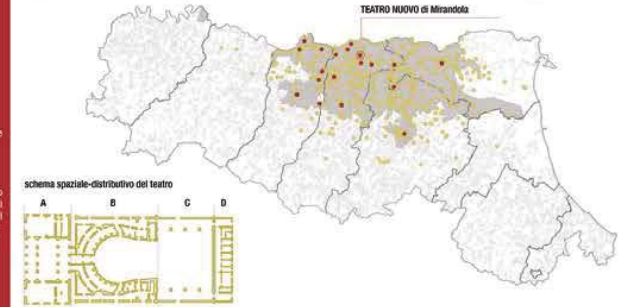 TEATRO NUOVO di Mirandola
schema spaziale-distributivo del teatro
A B C D